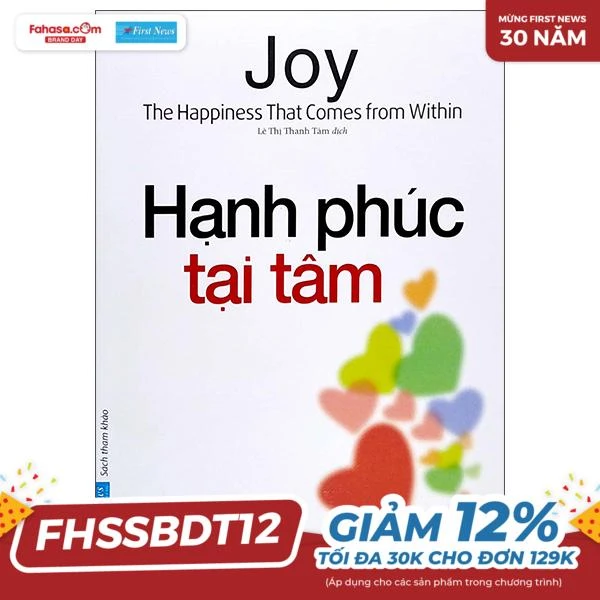 Fahasa.com
BRAND DAY
First News
MỪNG FIRST NEWS
30 NĂM
Joy
The Happiness That Comes from Within
Lê Thị Thanh Tâm dịch
Hạnh phúc
tại tâm
Sách tham khảo
FHSSBDT12
GIẢM 12%
TỐI ĐA 30K CHO ĐƠN 129K
(Áp dụng cho các sản phẩm trong chương trình)